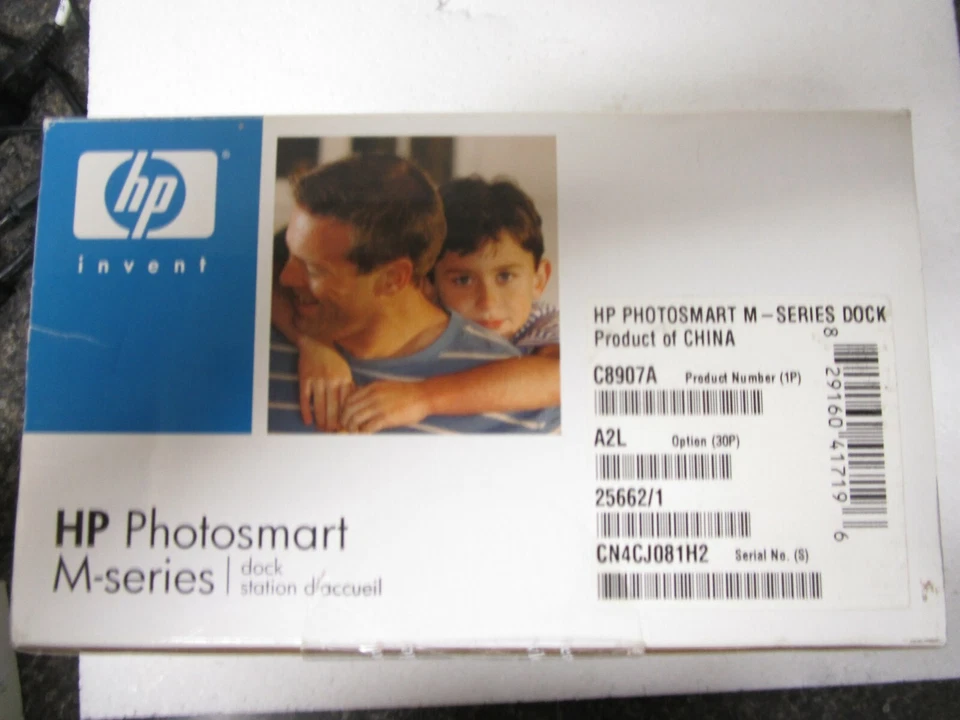 hp
®
invent
HP Photosmart
M-series
dock
station d'accueil
HP PHOTOSMART M-SERIES DOCK
Product of CHINA
C8907A Product Number (1P)
A2L Option (30P)
25662/1
CN4CJ081H2 Serial No. (S)
8 29160 41719 6